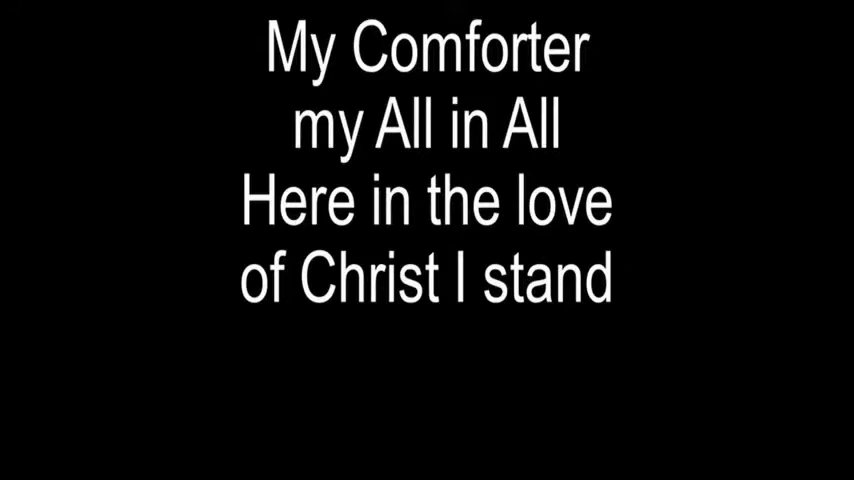 My Comforter
my All in All
Here in the love
of Christ I stand